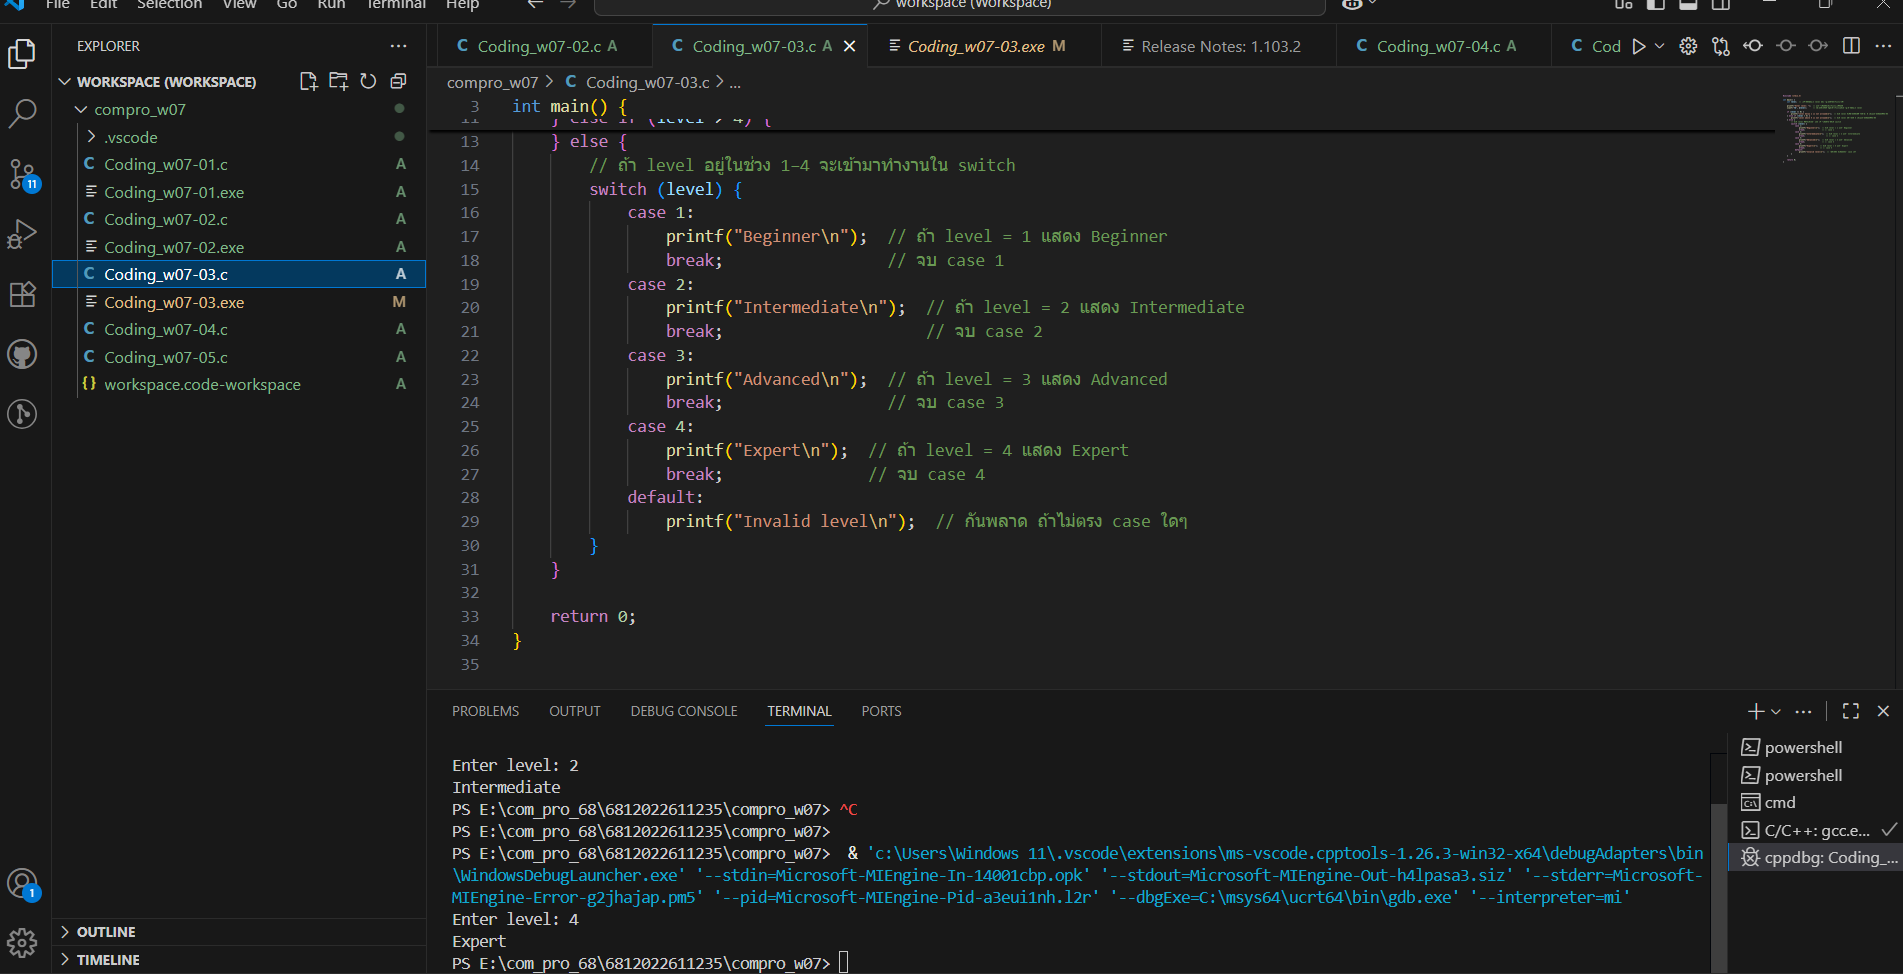 File Edit Selection View Go Run Terminal Help
workspace (Workspace)
EXPLORER
WORKSPACE (WORKSPACE)
compro_w07
.vscode
Coding_w07-01.c A
Coding_w07-01.exe A
Coding_w07-02.c A
Coding_w07-02.exe A
Coding_w07-03.c A
Coding_w07-03.exe M
Coding_w07-04.c A
Coding_w07-05.c A
workspace.code-workspace A
OUTLINE
TIMELINE
11
1
Coding_w07-02.c A
Coding_w07-03.c A
Coding_w07-03.exe M
Release Notes: 1.103.2
Coding_w07-04.c A
Cod
compro_w07 > C Coding_w07-03.c > ...
3 int main() {
11 } else if (level > 4) {
13 } else {
14 // ถ้า level อยู่ในช่วง 1–4 จะเข้ามาทำงานใน switch
15 switch (level) {
16 case 1:
17 printf("Beginner\n"); // ถ้า level = 1 แสดง Beginner
18 break; // จบ case 1
19 case 2:
20 printf("Intermediate\n"); // ถ้า level = 2 แสดง Intermediate
21 break; // จบ case 2
22 case 3:
23 printf("Advanced\n"); // ถ้า level = 3 แสดง Advanced
24 break; // จบ case 3
25 case 4:
26 printf("Expert\n"); // ถ้า level = 4 แสดง Expert
27 break; // จบ case 4
28 default:
29 printf("Invalid level\n"); // กันพลาด ถ้าไม่ตรง case ใดๆ
30 }
31 }
32
33 return 0;
34 }
35
PROBLEMS OUTPUT DEBUG CONSOLE TERMINAL PORTS
Enter level: 2
Intermediate
PS E:\com_pro_68\6812022611235\compro_w07> ^C
PS E:\com_pro_68\6812022611235\compro_w07>
PS E:\com_pro_68\6812022611235\compro_w07> & 'c:\Users\Windows 11\.vscode\extensions\ms-vscode.cpptools-1.26.3-win32-x64\debugAdapters\bin
\WindowsDebugLauncher.exe' '--stdin=Microsoft-MIEngine-In-14001cbp.opk' '--stdout=Microsoft-MIEngine-Out-h4lpasa3.siz' '--stderr=Microsoft-
MIEngine-Error-g2jhajap.pm5' '--pid=Microsoft-MIEngine-Pid-a3eui1nh.l2r' '--dbgExe=C:\msys64\ucrt64\bin\gdb.exe' '--interpreter=mi'
Enter level: 4
Expert
PS E:\com_pro_68\6812022611235\compro_w07>
powershell
powershell
cmd
C/C++: gcc.e...
cppdbg: Coding_...